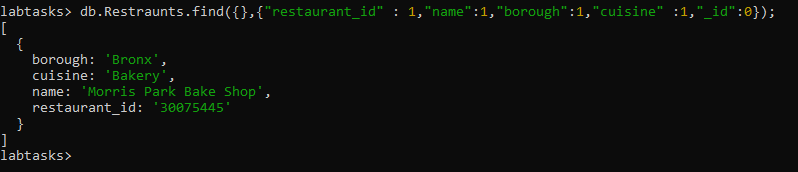 labtasks> db.Restraunts.find({},{"restaurant_id" : 1,"name":1,"borough":1,"cuisine" :1,"_id":0});
[
  {
    borough: 'Bronx',
    cuisine: 'Bakery',
    name: 'Morris Park Bake Shop',
    restaurant_id: '30075445'
  }
]
labtasks>